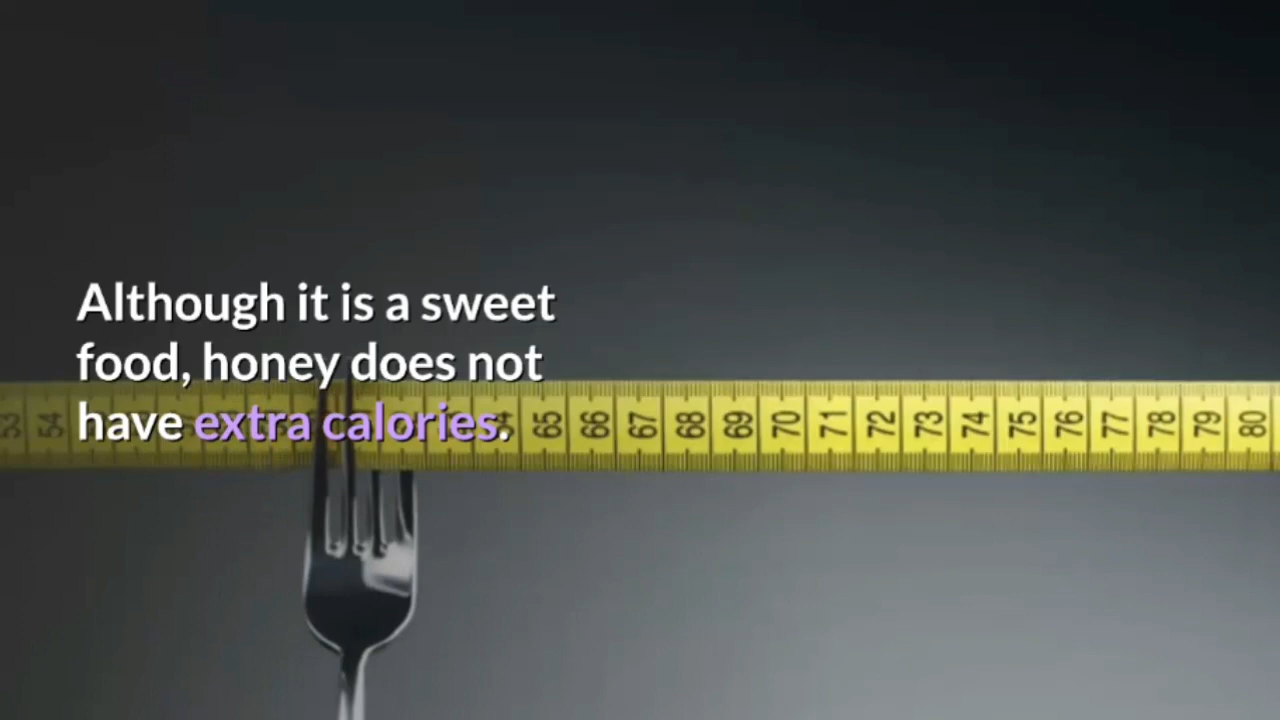 Although it is a sweet
food, honey does not
have extra calories.
53 54 65 66 67 68 69 70 71 72 73 74 75 76 77 78 79 80